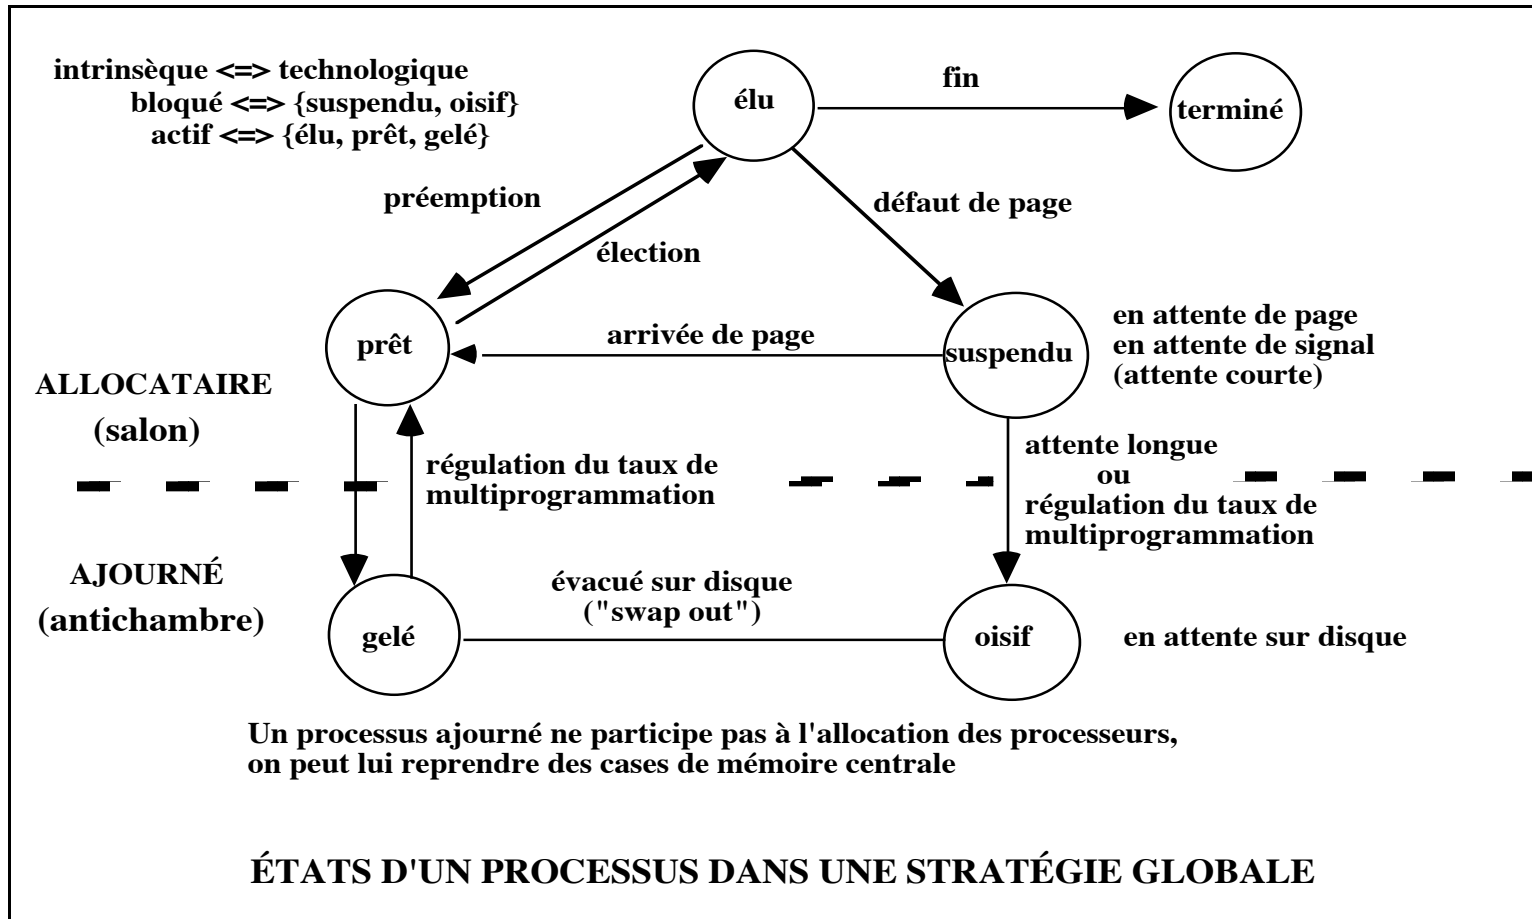 intrinsèque <=> technologique
bloqué <=> {suspendu, oisif}
actif <=> {élu, prêt, gelé}
élu
fin
terminé
préemption
élection
défaut de page
prêt
arrivée de page
suspendu
en attente de page
en attente de signal
(attente courte)
ALLOCATAIRE
(salon)
régulation du taux de
multiprogrammation
attente longue
ou
régulation du taux de
multiprogrammation
AJOURNÉ
(antichambre)
gelé
évacué sur disque
("swap out")
oisif
en attente sur disque
Un processus ajourné ne participe pas à l'allocation des processeurs,
on peut lui reprendre des cases de mémoire centrale
ÉTATS D'UN PROCESSUS DANS UNE STRATÉGIE GLOBALE